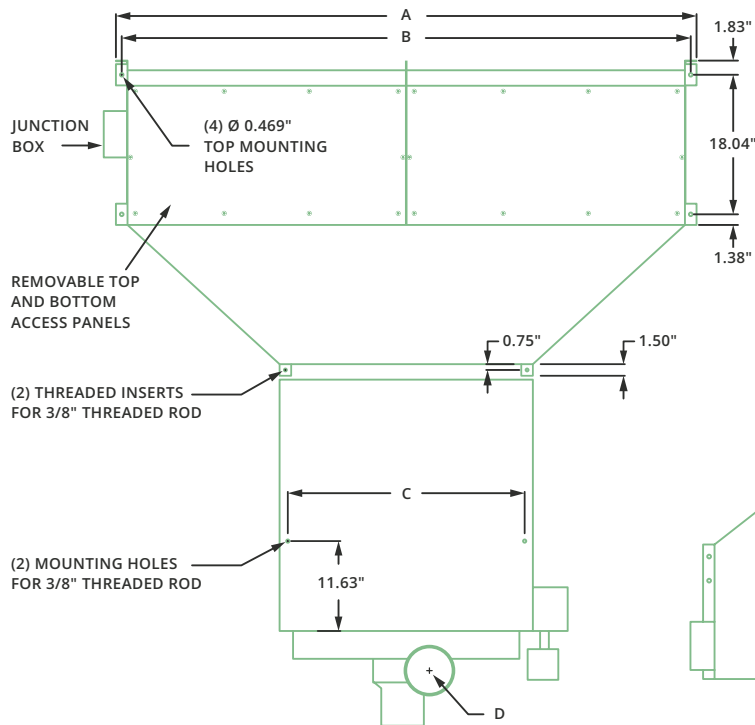 A
B
1.83"
JUNCTION
BOX
(4) Ø 0.469"
TOP MOUNTING
HOLES
18.04"
1.38"
REMOVABLE TOP
AND BOTTOM
ACCESS PANELS
0.75"
1.50"
(2) THREADED INSERTS
FOR 3/8" THREADED ROD
C
(2) MOUNTING HOLES
FOR 3/8" THREADED ROD
11.63"
D